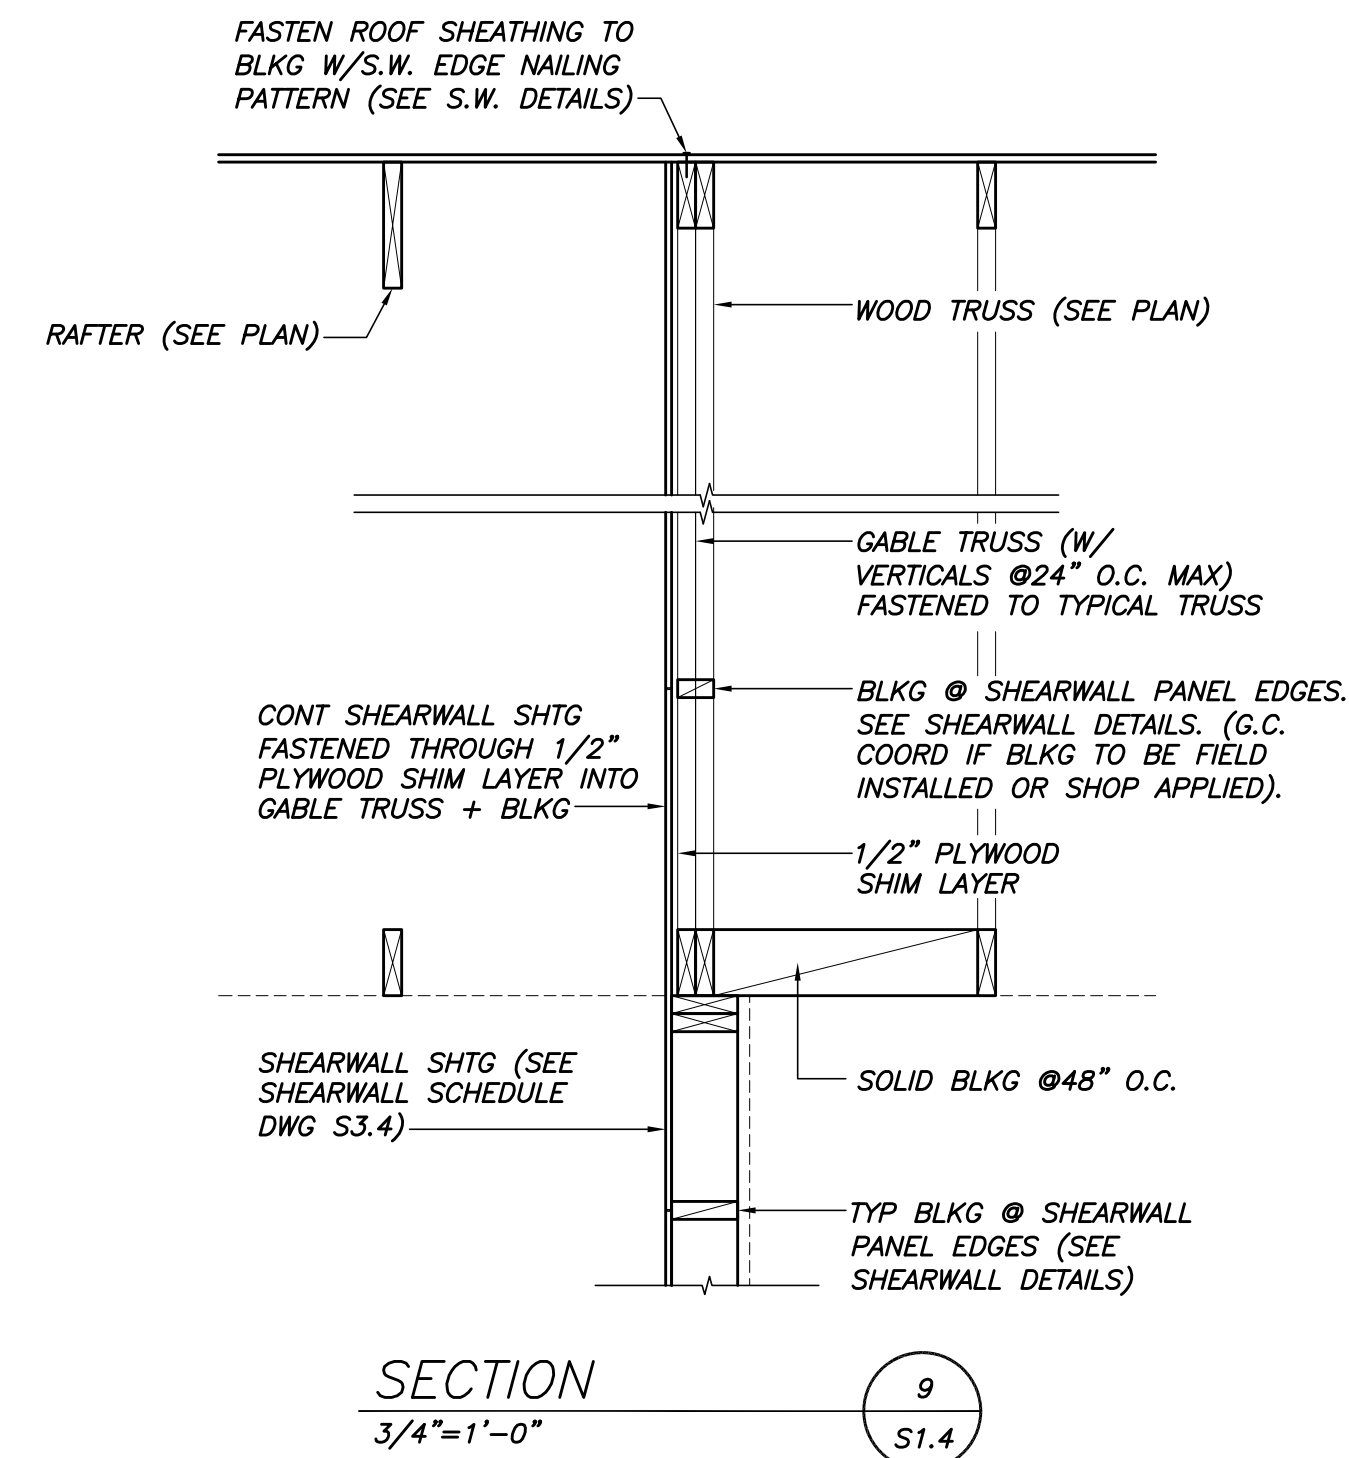 FASTEN ROOF SHEATHING TO
BLKG W/S.W. EDGE NAILING
PATTERN (SEE S.W. DETAILS)
RAFTER (SEE PLAN)
WOOD TRUSS (SEE PLAN)
GABLE TRUSS (W/
VERTICALS @24" O.C. MAX)
FASTENED TO TYPICAL TRUSS
BLKG @ SHEARWALL PANEL EDGES.
SEE SHEARWALL DETAILS. (G.C.
COORD IF BLKG TO BE FIELD
INSTALLED OR SHOP APPLIED).
CONT SHEARWALL SHTG
FASTENED THROUGH 1/2"
PLYWOOD SHIM LAYER INTO
GABLE TRUSS + BLKG
1/2" PLYWOOD
SHIM LAYER
SHEARWALL SHTG (SEE
SHEARWALL SCHEDULE
DWG S3.4)
SOLID BLKG @48" O.C.
TYP BLKG @ SHEARWALL
PANEL EDGES (SEE
SHEARWALL DETAILS)
SECTION
3/4"=1'-0"
9
S1.4